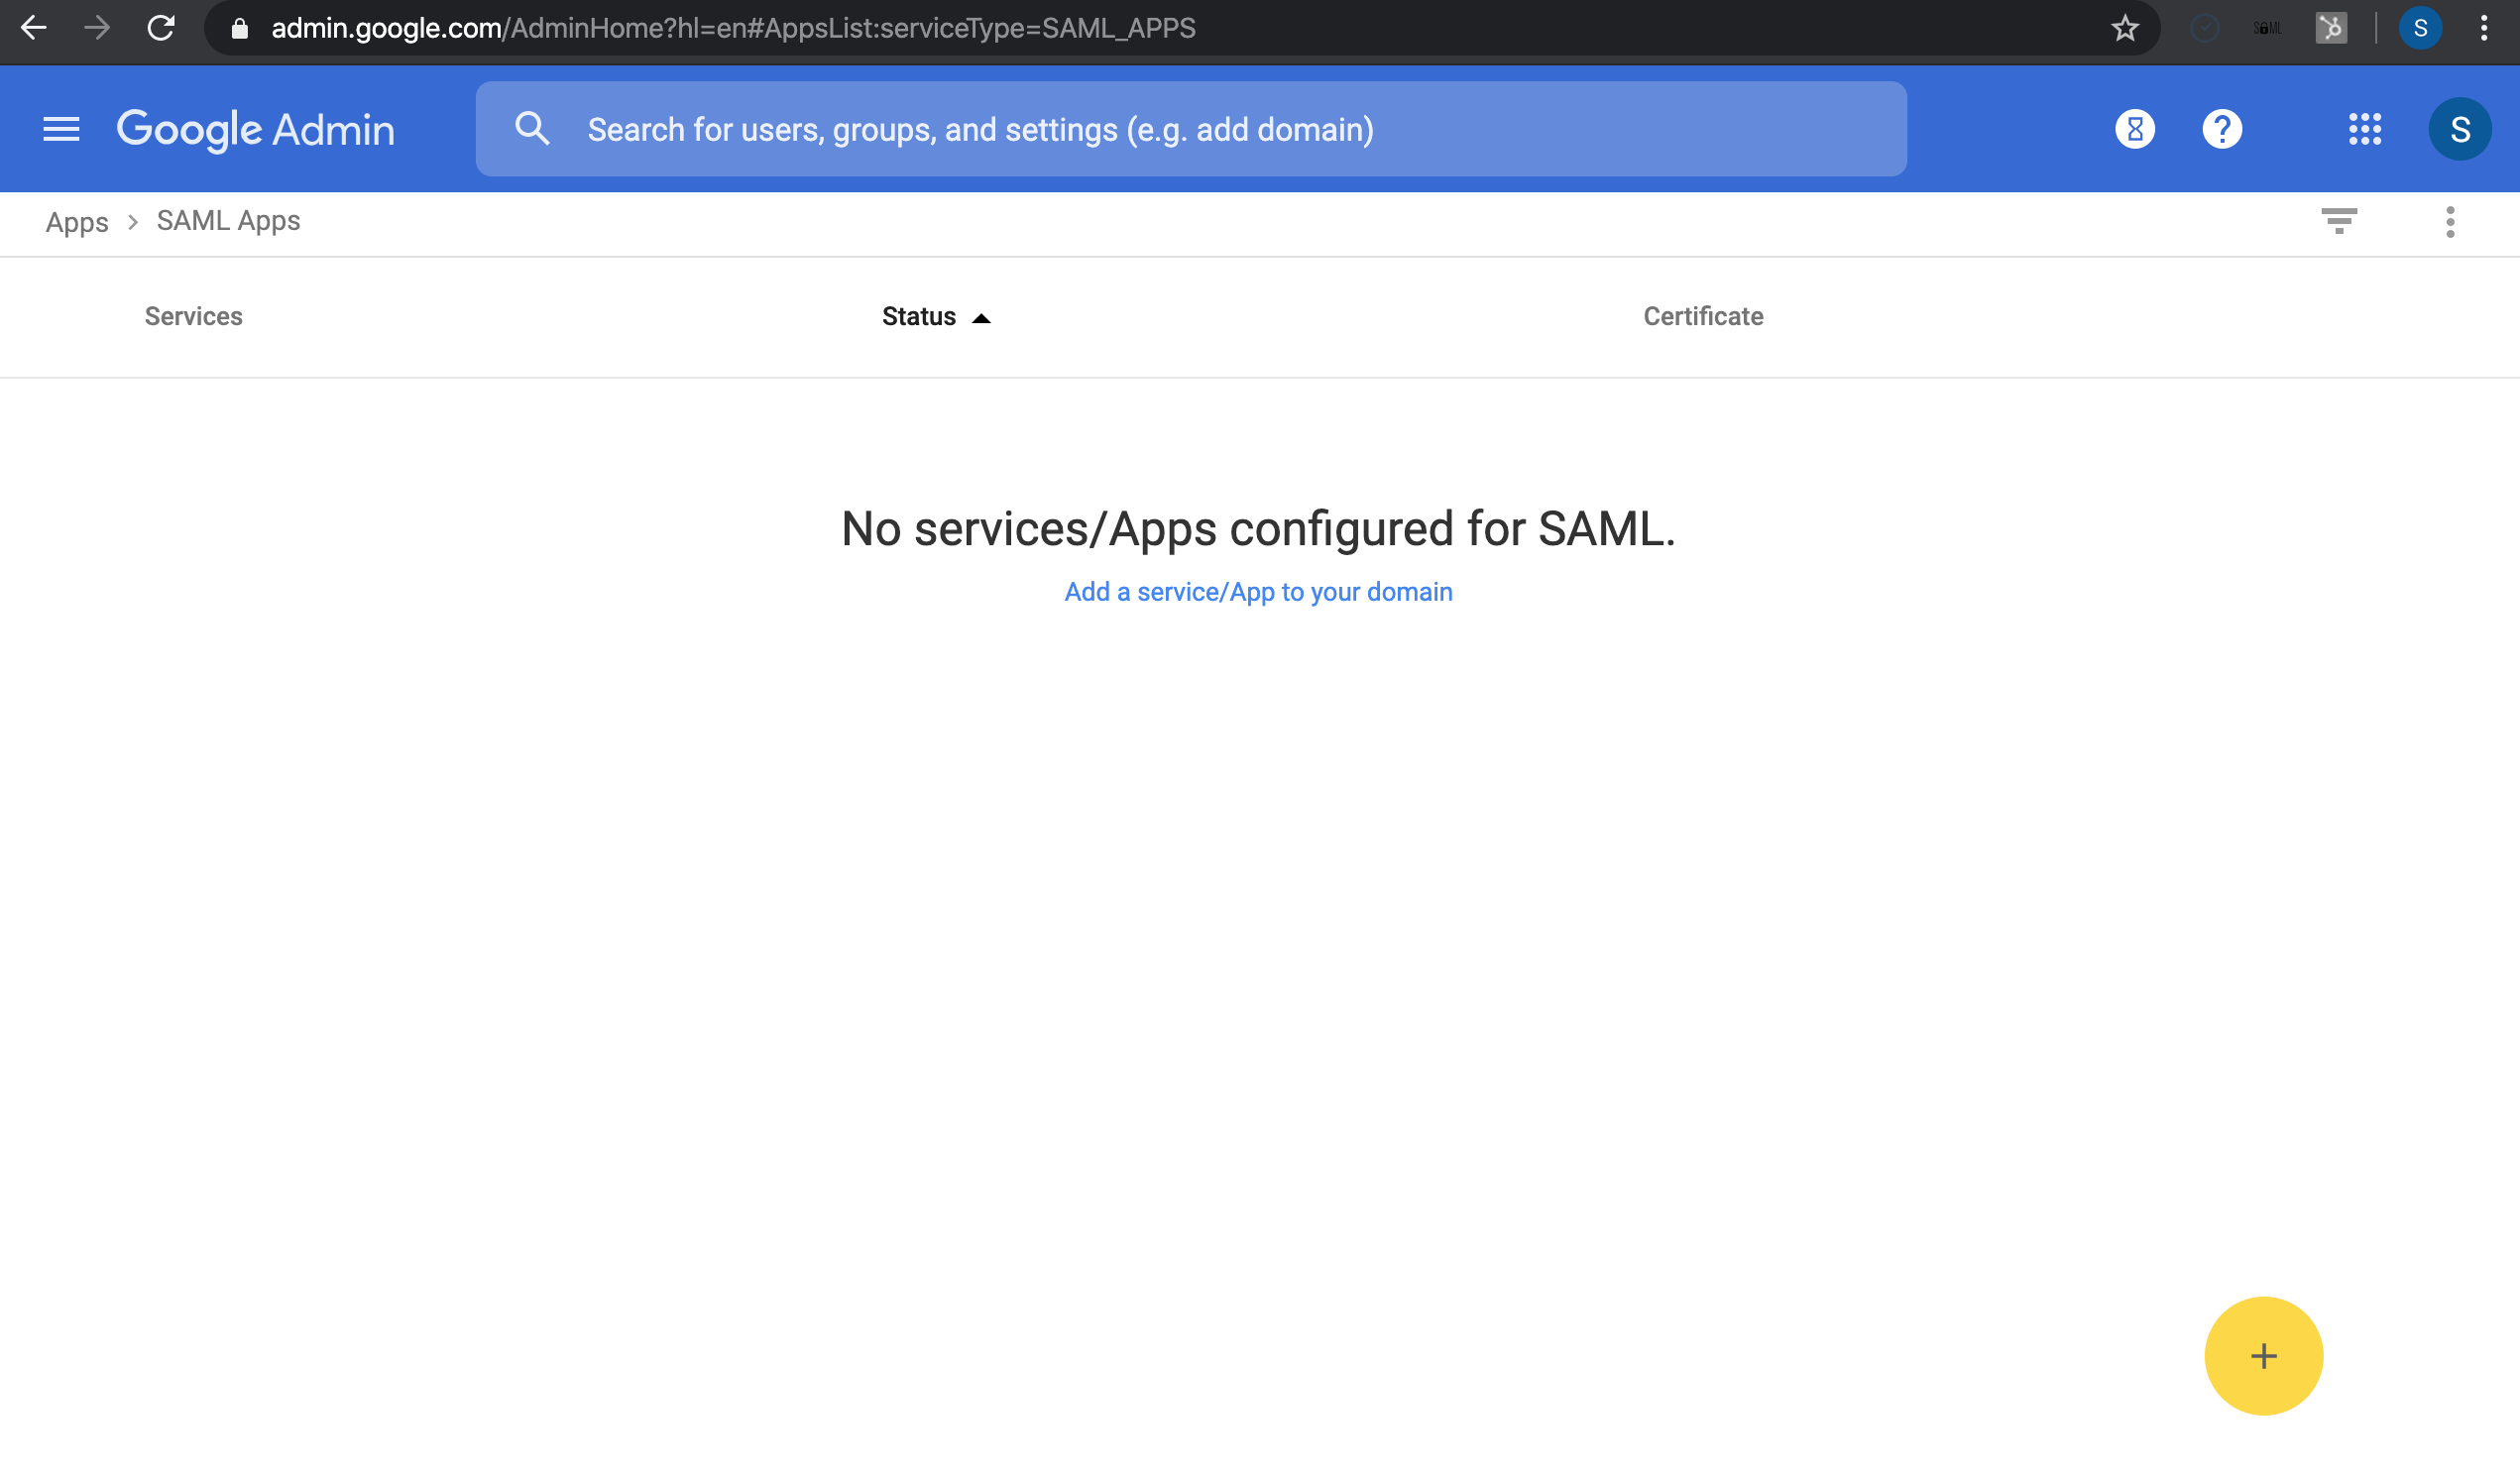 admin.google.com/AdminHome?hl=en#AppsList:serviceType=SAML_APPS
SAML
S
Google Admin
Search for users, groups, and settings (e.g. add domain)
?
S
Apps > SAML Apps
Services Status Certificate
No services/Apps configured for SAML.
Add a service/App to your domain
+